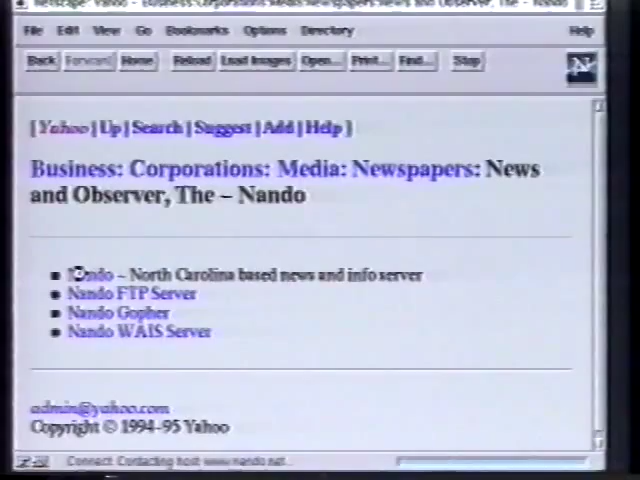 Netscape: Yahoo – Business: Corporations: Media: Newspapers: News and Observer, The – Nando
File Edit View Go Bookmarks Options Directory Help
Back Forward Home Reload Load Images Open... Print... Find... Stop
N
[ Yahoo | Up | Search | Suggest | Add | Help ]
Business: Corporations: Media: Newspapers: News
and Observer, The – Nando
Nando – North Carolina based news and info server
Nando FTP Server
Nando Gopher
Nando WAIS Server
admin@yahoo.com
Copyright © 1994-95 Yahoo
Connect: Contacting host: www.nando.net...